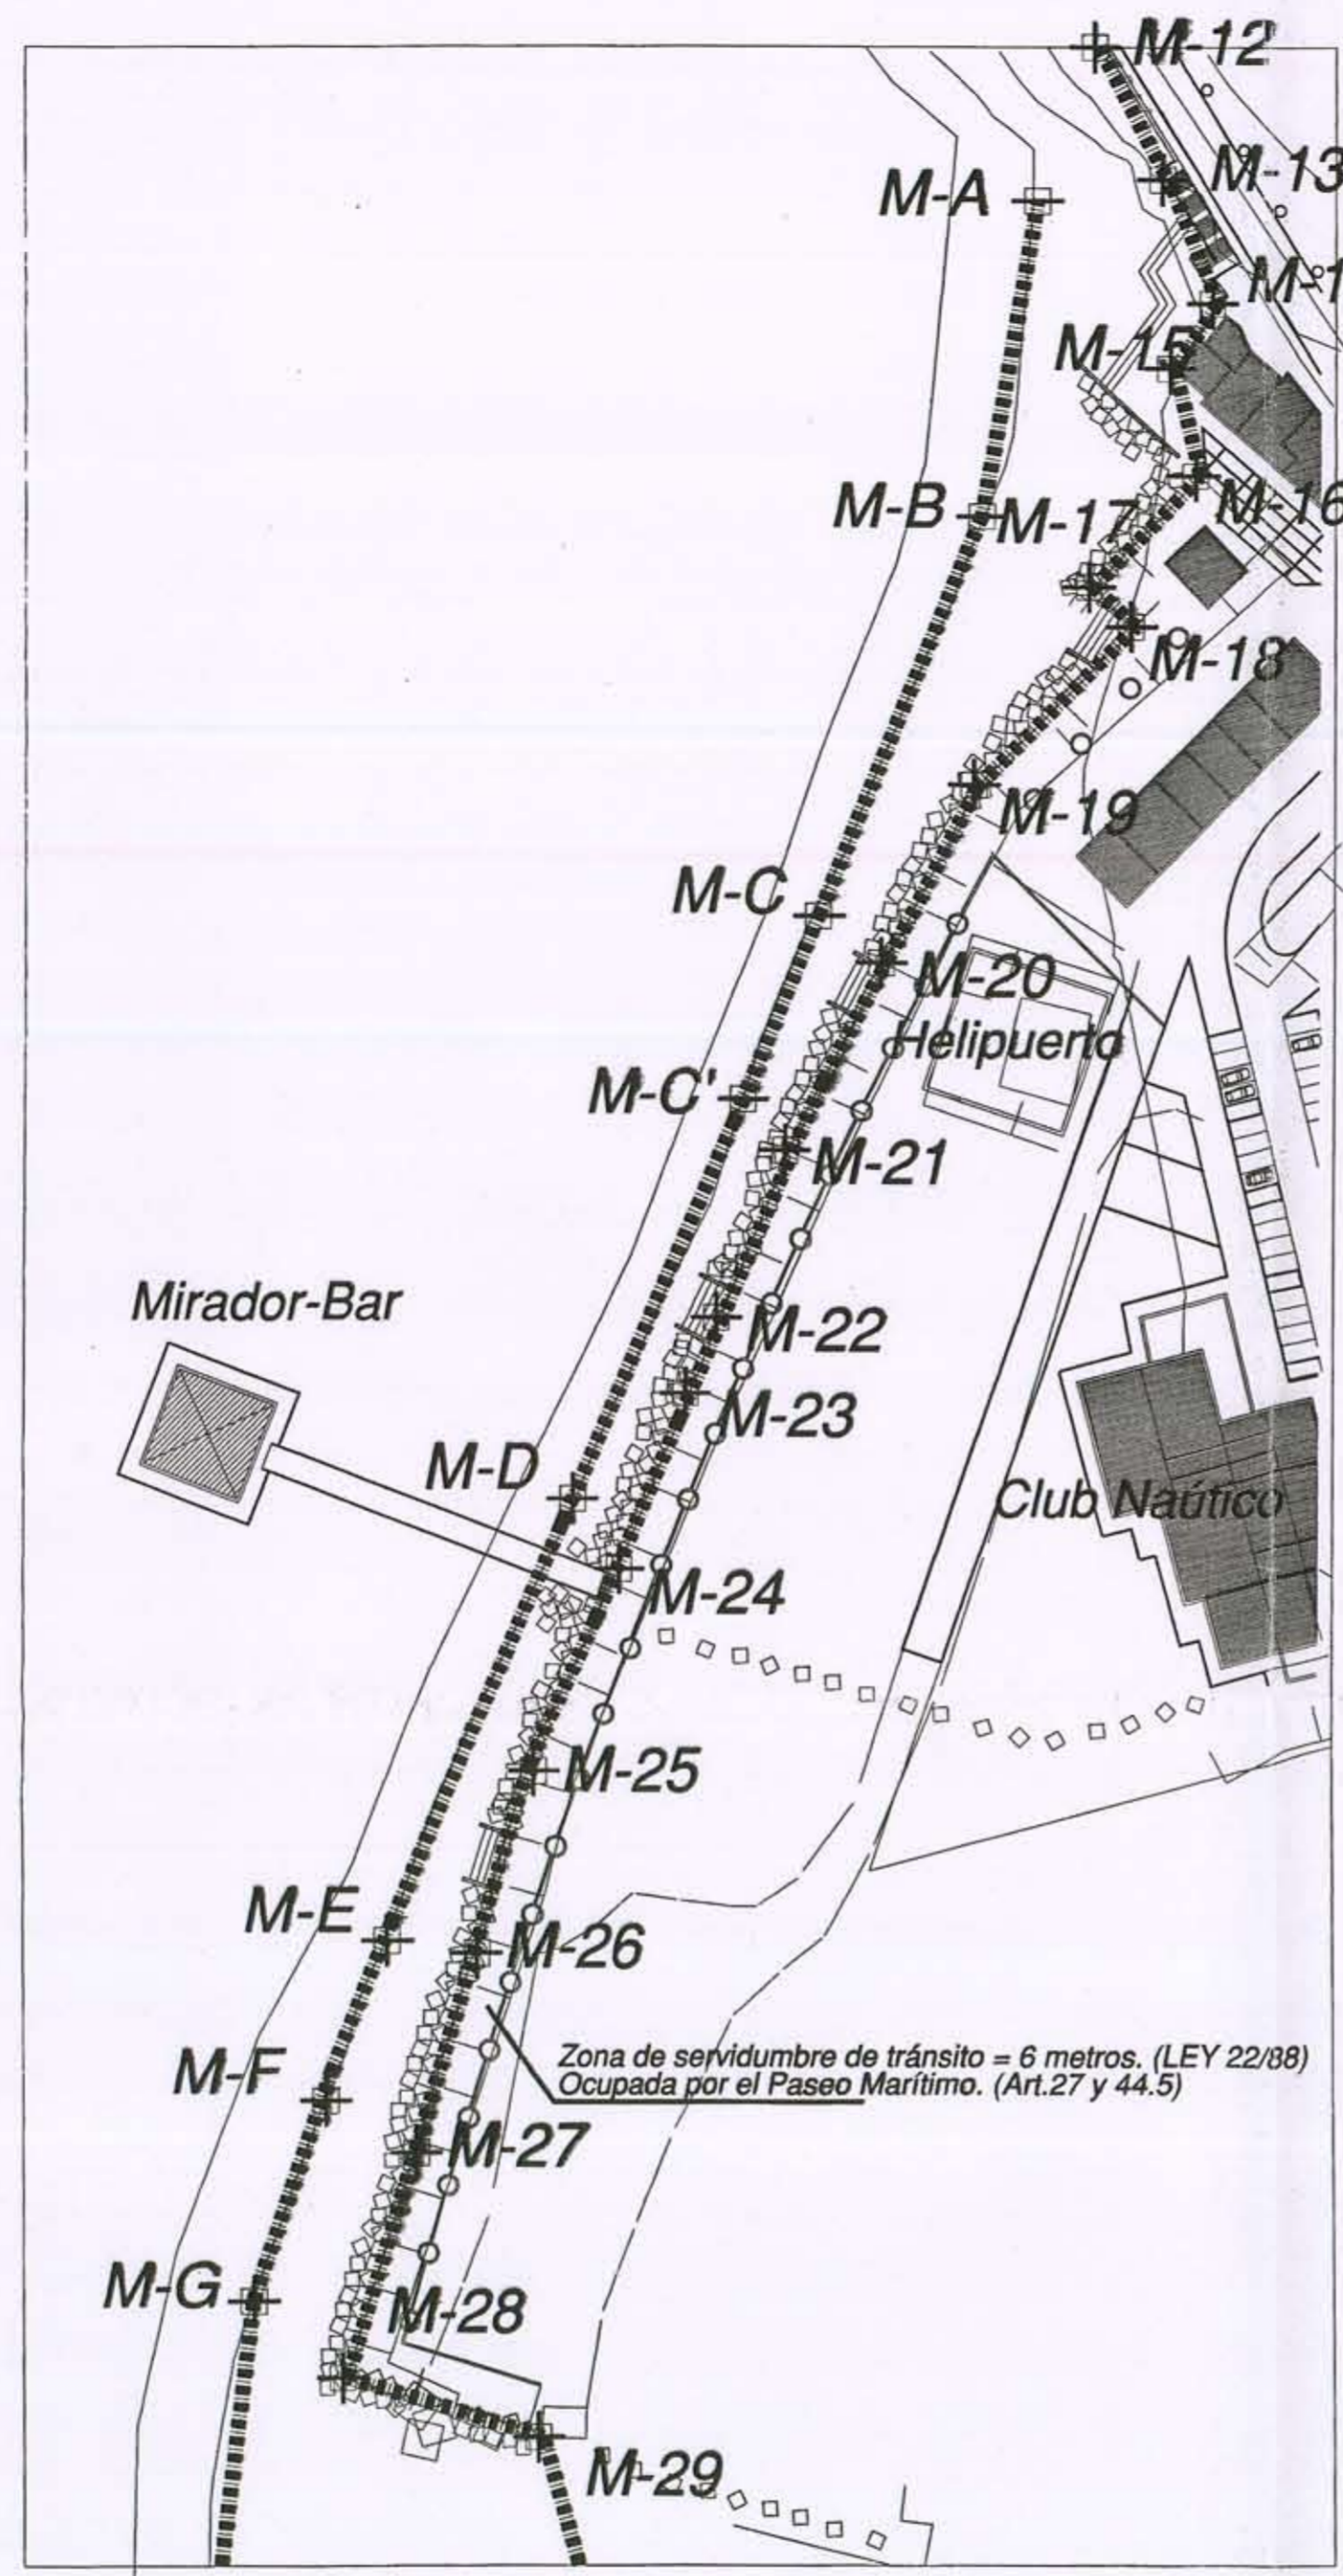 M-12
M-13
M-A
M-1
M-15
M-B
M-17
M-16
M-18
M-19
M-C
M-20
Helipuerto
M-C'
M-21
Mirador-Bar
M-22
M-23
M-D
Club Naútico
M-24
M-25
M-E
M-26
Zona de servidumbre de tránsito = 6 metros. (LEY 22/88)
Ocupada por el Paseo Marítimo. (Art.27 y 44.5)
M-F
M-27
M-G
M-28
M-29